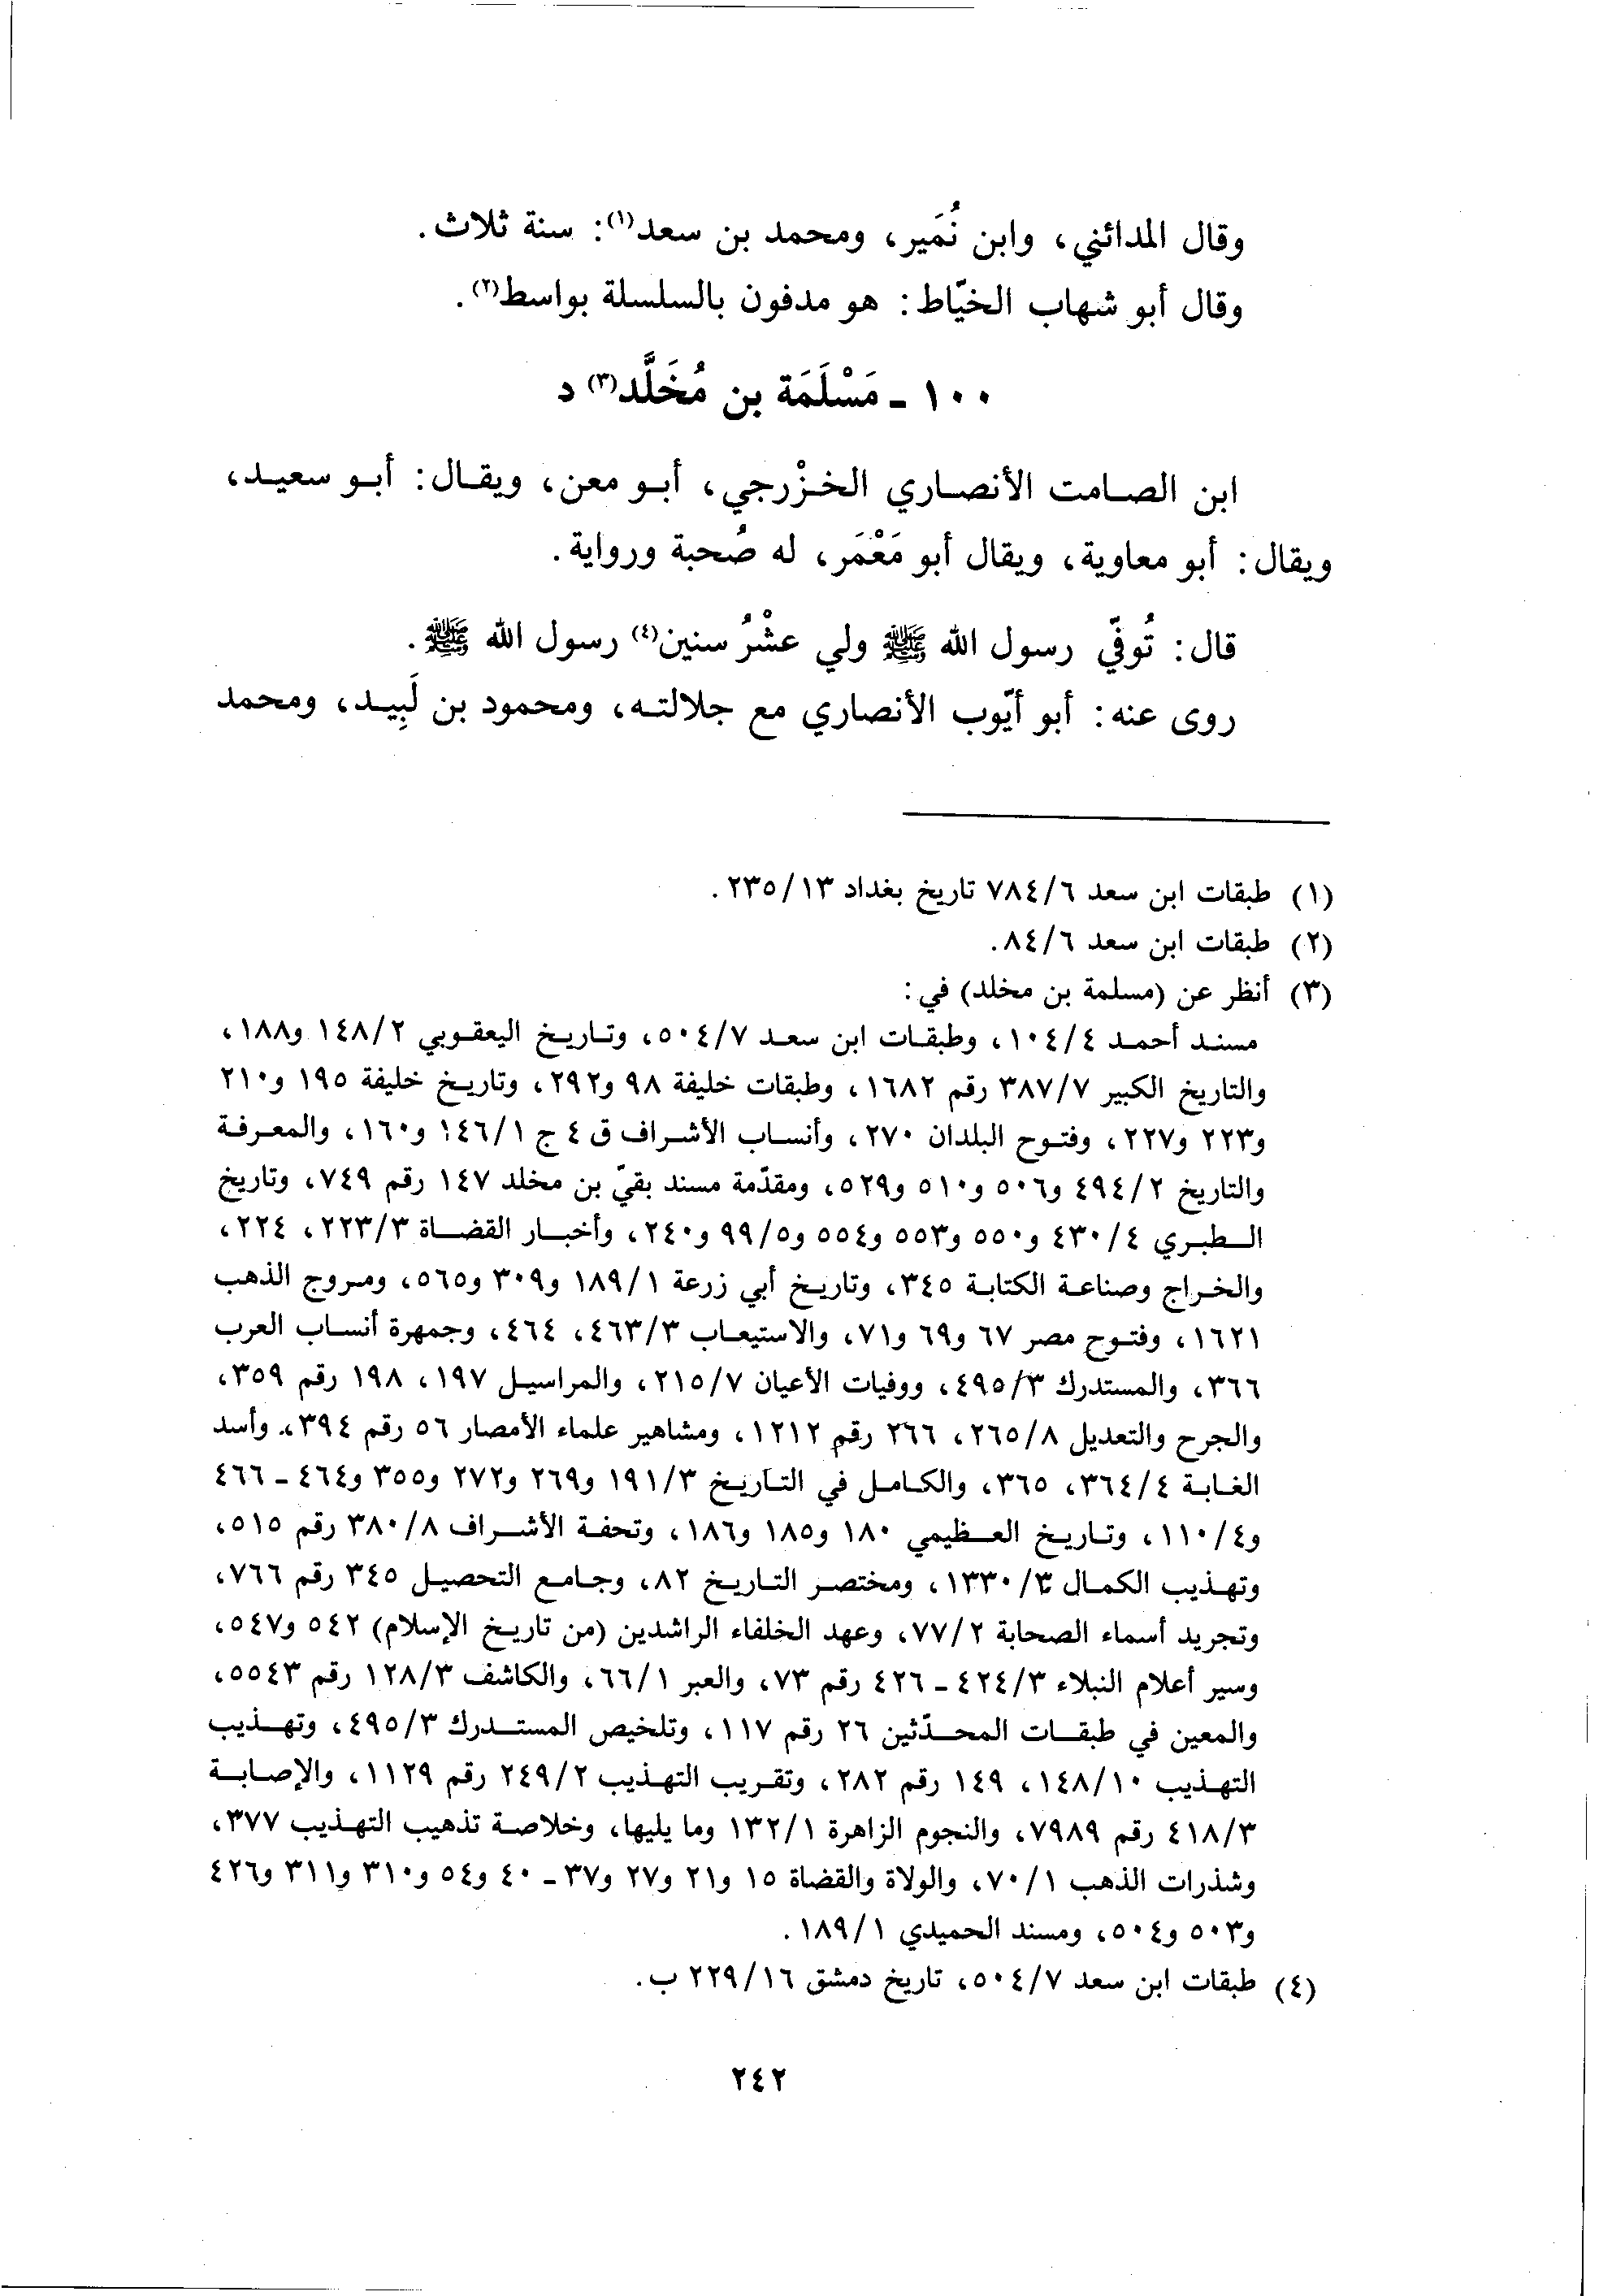 وقال المدائني، وابن نُمَير، ومحمد بن سعد(١): سنة ثلاث.
وقال أبو شهاب الخيّاط: هو مدفون بالسلسلة بواسط(٢).
١٠٠ ـ مَسْلَمَة بن مُخَلَّد(٣) د
ابن الصامت الأنصاري الخزْرجي، أبو معن، ويقال: أبو سعيد،
ويقال: أبو معاوية، ويقال أبو مَعْمَر، له صُحبة ورواية.
قال: تُوفّي رسول الله ﷺ ولي عشْرُ سنين(٤) رسول الله ﷺ.
روى عنه: أبو أيّوب الأنصاري مع جلالته، ومحمود بن لَبِيد، ومحمد
(١) طبقات ابن سعد ٧٨٤/٦ تاريخ بغداد ٢٣٥/١٣.
(٢) طبقات ابن سعد ٨٤/٦.
(٣) أنظر عن (مسلمة بن مخلد) في:
مسند أحمد ١٠٤/٤، وطبقات ابن سعد ٥٠٤/٧، وتاريخ اليعقوبي ١٤٨/٢ و١٨٨،
والتاريخ الكبير ٣٨٧/٧ رقم ١٦٨٢، وطبقات خليفة ٩٨ و٢٩٢، وتاريخ خليفة ١٩٥ و٢١٠
و٢٢٣ و٢٢٧، وفتوح البلدان ٢٧٠، وأنساب الأشراف ق ٤ ج ١٤٦/١ و١٦٠، والمعرفة
والتاريخ ٤٩٤/٢ و٥٠٦ و٥١٠ و٥٢٩، ومقدّمة مسند بقيّ بن مخلد ١٤٧ رقم ٧٤٩، وتاريخ
الطبري ٤٣٠/٤ و٥٥٠ و٥٥٣ و٥٥٤ و٩٩/٥ و٢٤٠، وأخبار القضاة ٢٢٣/٣، ٢٢٤،
والخراج وصناعة الكتابة ٣٤٥، وتاريخ أبي زرعة ١٨٩/١ و٣٠٩ و٥٦٥، ومروج الذهب
١٦٢١، وفتوح مصر ٦٧ و٦٩ و٧١، والاستيعاب ٤٦٣/٣، ٤٦٤، وجمهرة أنساب العرب
٣٦٦، والمستدرك ٤٩٥/٣، ووفيات الأعيان ٢١٥/٧، والمراسيل ١٩٧، ١٩٨ رقم ٣٥٩،
والجرح والتعديل ٢٦٥/٨، ٢٦٦ رقم ١٢١٢، ومشاهير علماء الأمصار ٥٦ رقم ٣٩٤، وأسد
الغابة ٣٦٤/٤، ٣٦٥، والكامل في التاريخ ١٩١/٣ و٢٦٩ و٢٧٢ و٣٥٥ و٤٦٤ ـ ٤٦٦
و١١٠/٤، وتاريخ العظيمي ١٨٠ و١٨٥ و١٨٦، وتحفة الأشراف ٣٨٠/٨ رقم ٥١٥،
وتهذيب الكمال ١٣٣٠/٣، ومختصر التاريخ ٨٢، وجامع التحصيل ٣٤٥ رقم ٧٦٦،
وتجريد أسماء الصحابة ٧٧/٢، وعهد الخلفاء الراشدين (من تاريخ الإسلام) ٥٤٢ و٥٤٧،
وسير أعلام النبلاء ٤٢٤/٣ ـ ٤٢٦ رقم ٧٣، والعبر ٦٦/١، والكاشف ١٢٨/٣ رقم ٥٥٤٣،
والمعين في طبقات المحدّثين ٢٦ رقم ١١٧، وتلخيص المستدرك ٤٩٥/٣، وتهذيب
التهذيب ١٤٨/١٠، ١٤٩ رقم ٢٨٢، وتقريب التهذيب ٢٤٩/٢ رقم ١١٢٩، والإصابة
٤١٨/٣ رقم ٧٩٨٩، والنجوم الزاهرة ١٣٢/١ وما يليها، وخلاصة تذهيب التهذيب ٣٧٧،
وشذرات الذهب ٧٠/١، والولاة والقضاة ١٥ و٢١ و٢٧ و٣٧ ـ ٤٠ و٥٤ و٣١٠ و٣١١ و٤٢٦
و٥٠٣ و٥٠٤، ومسند الحميدي ١٨٩/١.
(٤) طبقات ابن سعد ٥٠٤/٧، تاريخ دمشق ٢٢٩/١٦ ب.
٢٤٢